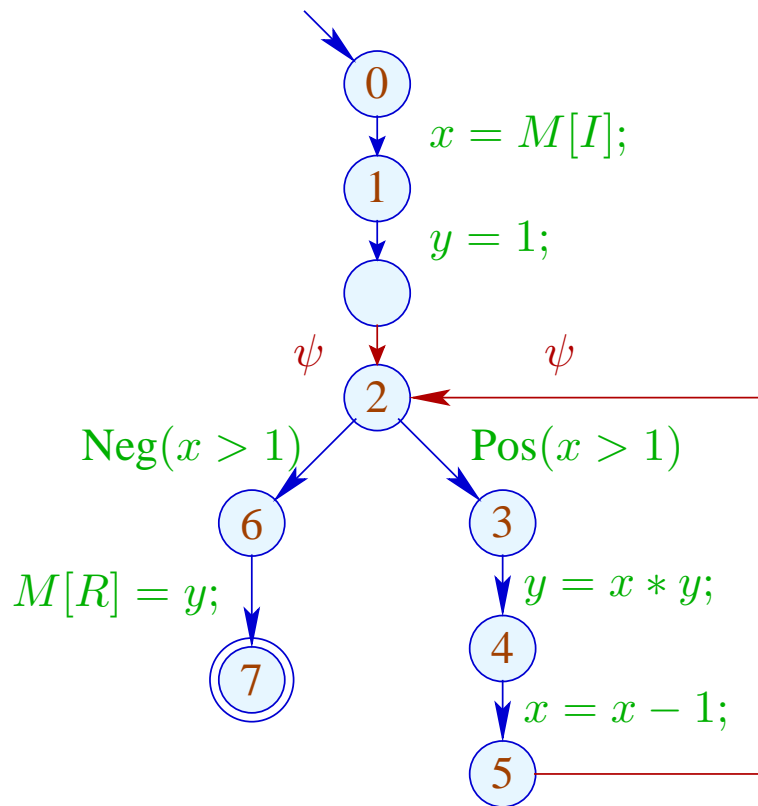 0
x = M[I];
1
y = 1;
ψ ψ
2
Neg(x > 1) Pos(x > 1)
6 3
M[R] = y; y = x ∗ y;
7 4
x = x − 1;
5